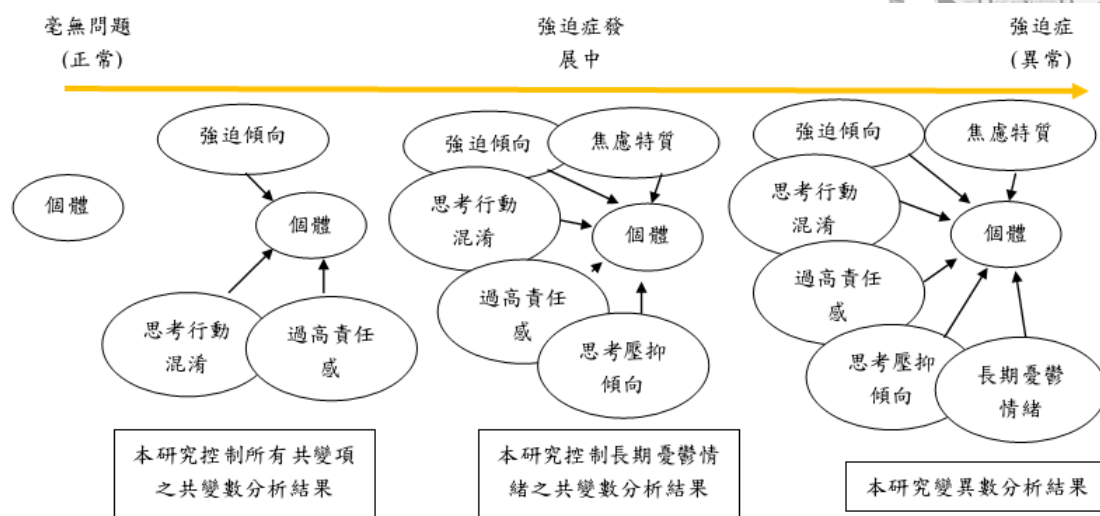 毫無問題
(正常)
強迫症發
展中
強迫症
(異常)
個體
強迫傾向
個體
思考行動
混淆
過高責任
感
本研究控制所有共變項
之共變數分析結果
強迫傾向
焦慮特質
思考行動
混淆
個體
過高責任
感
思考壓抑
傾向
本研究控制長期憂鬱情
緒之共變數分析結果
強迫傾向
焦慮特質
思考行動
混淆
個體
過高責任
感
思考壓抑
傾向
長期憂鬱
情緒
本研究變異數分析結果